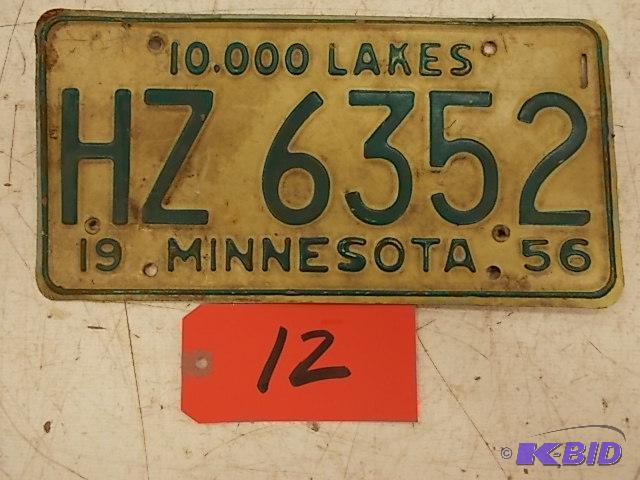 10.000 LAKES
HZ 6352
19 MINNESOTA 56
12
© K-BID